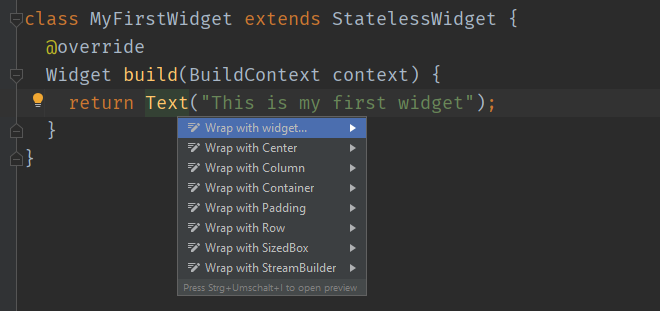 class MyFirstWidget extends StatelessWidget {
@override
Widget build(BuildContext context) {
return Text("This is my first widget");
}
}
Wrap with widget...
Wrap with Center
Wrap with Column
Wrap with Container
Wrap with Padding
Wrap with Row
Wrap with SizedBox
Wrap with StreamBuilder
Press Strg+Umschalt+I to open preview